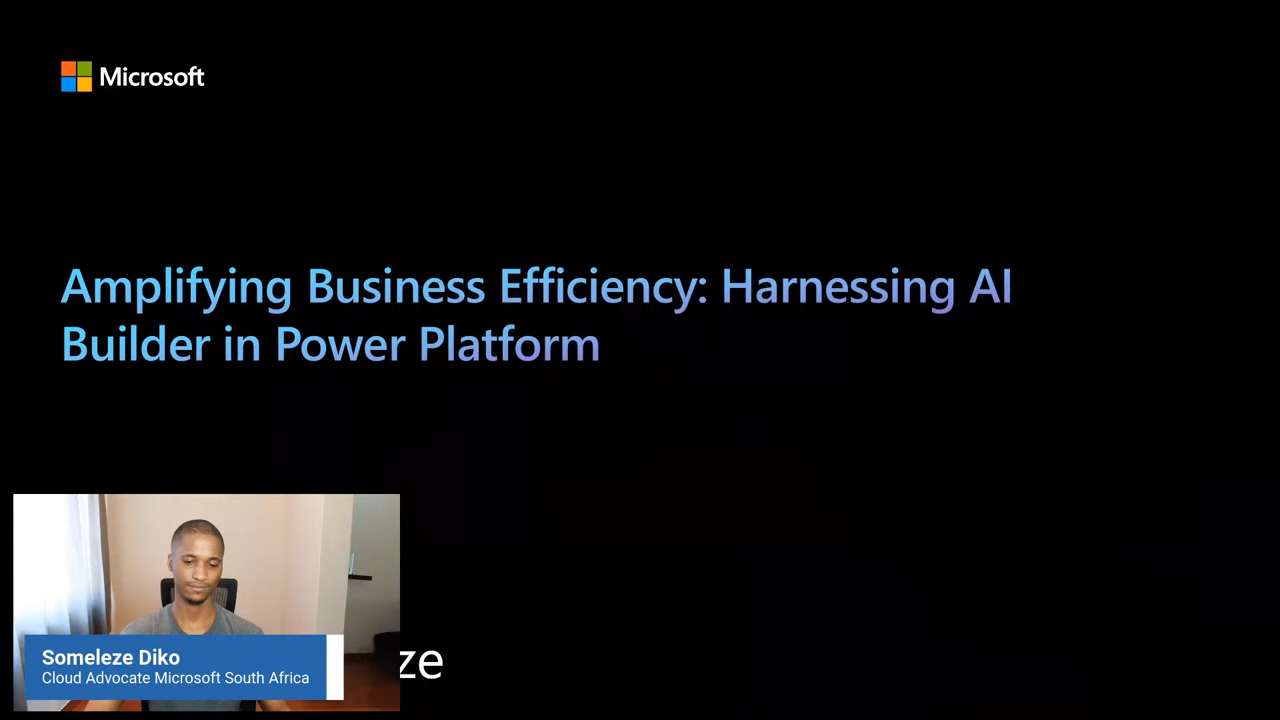 Microsoft
Amplifying Business Efficiency: Harnessing AI
Builder in Power Platform
Someleze Diko
Cloud Advocate Microsoft South Africa
ze